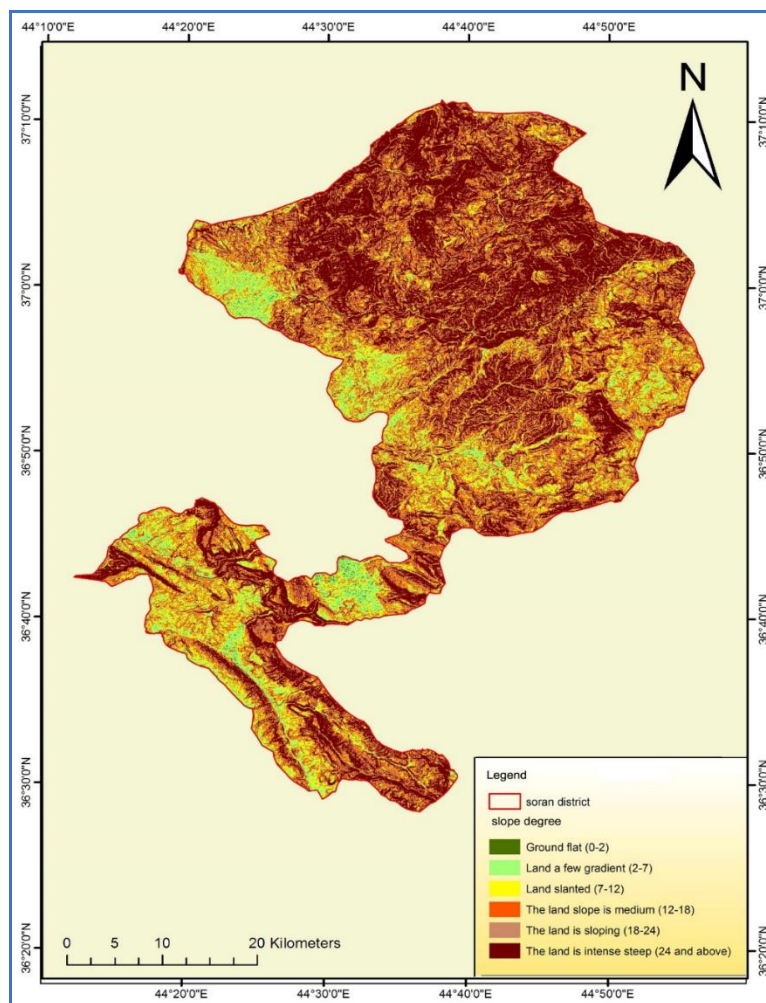 44°10'0"E 44°20'0"E 44°30'0"E 44°40'0"E 44°50'0"E
N
37°10'0"N 37°10'0"N
37°0'0"N 37°0'0"N
36°50'0"N 36°50'0"N
36°40'0"N 36°40'0"N
36°30'0"N 36°30'0"N
36°20'0"N 36°20'0"N
Legend
soran district
slope degree
Ground flat (0-2)
Land a few gradient (2-7)
Land slanted (7-12)
The land slope is medium (12-18)
The land is sloping (18-24)
The land is intense steep (24 and above)
0 5 10 20 Kilometers
44°20'0"E 44°30'0"E 44°40'0"E 44°50'0"E